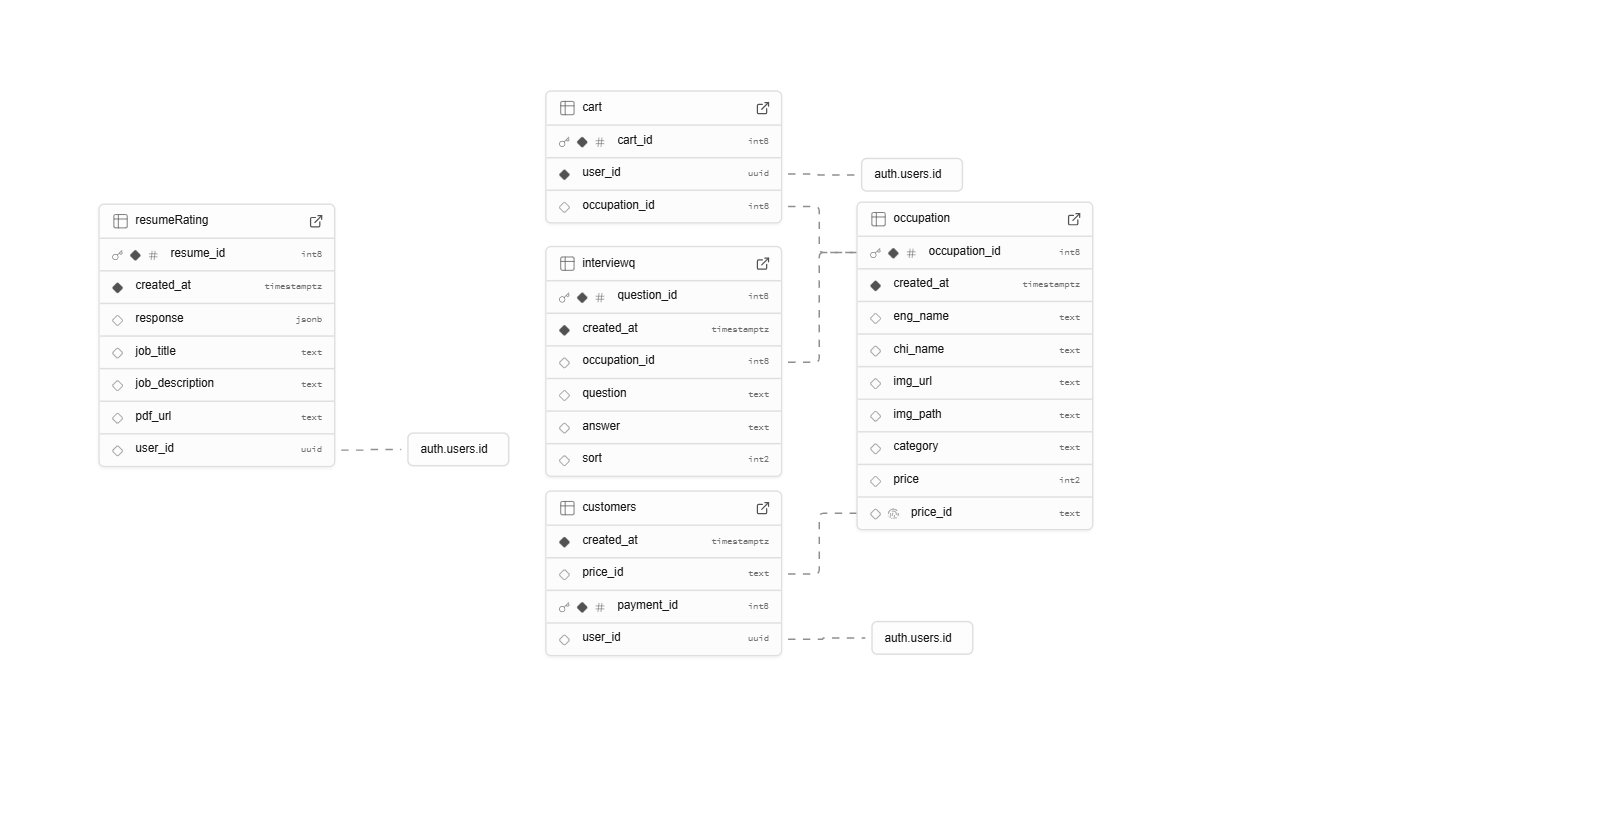 resumeRating
resume_id int8
created_at timestamptz
response jsonb
job_title text
job_description text
pdf_url text
user_id uuid
auth.users.id
cart
cart_id int8
user_id uuid
occupation_id int8
auth.users.id
interviewq
question_id int8
created_at timestamptz
occupation_id int8
question text
answer text
sort int2
customers
created_at timestamptz
price_id text
payment_id int8
user_id uuid
auth.users.id
occupation
occupation_id int8
created_at timestamptz
eng_name text
chi_name text
img_url text
img_path text
category text
price int2
price_id text